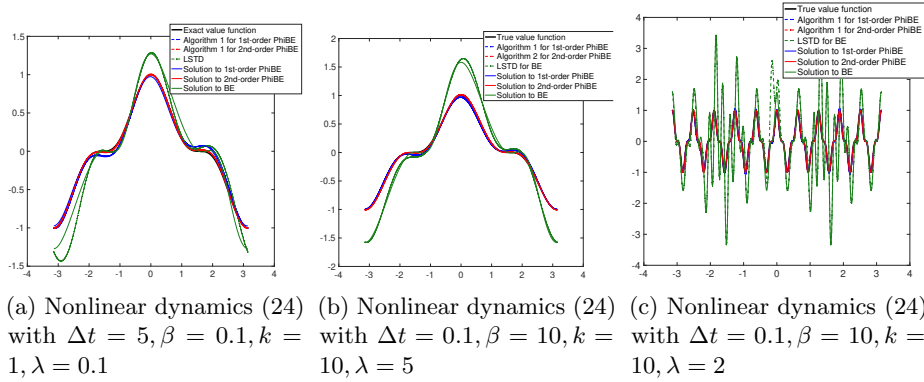 Exact value function
Algorithm 1 for 1st-order PhiBE
Algorithm 1 for 2nd-order PhiBE
LSTD
Solution to 1st-order PhiBE
Solution to 2nd-order PhiBE
Solution to BE
1.5
1
0.5
0
-0.5
-1
-1.5
-4 -3 -2 -1 0 1 2 3 4
(a) Nonlinear dynamics (24)
with Δt = 5, β = 0.1, k =
1, λ = 0.1
True value function
Algorithm 1 for 1st-order PhiBE
Algorithm 2 for 2nd-order PhiBE
LSTD for BE
Solution to 1st-order PhiBE
Solution to 2nd-order PhiBE
Solution to BE
2
1.5
1
0.5
0
-0.5
-1
-1.5
-2
-4 -3 -2 -1 0 1 2 3 4
(b) Nonlinear dynamics (24)
with Δt = 0.1, β = 10, k =
10, λ = 5
True value function
Algorithm 1 for 1st-order PhiBE
Algorithm 1 for 2nd-order PhiBE
LSTD for BE
Solution to 1st-order PhiBE
Solution to 2nd-order PhiBE
Solution to BE
4
3
2
1
0
-1
-2
-3
-4
-4 -3 -2 -1 0 1 2 3 4
(c) Nonlinear dynamics (24)
with Δt = 0.1, β = 10, k =
10, λ = 2